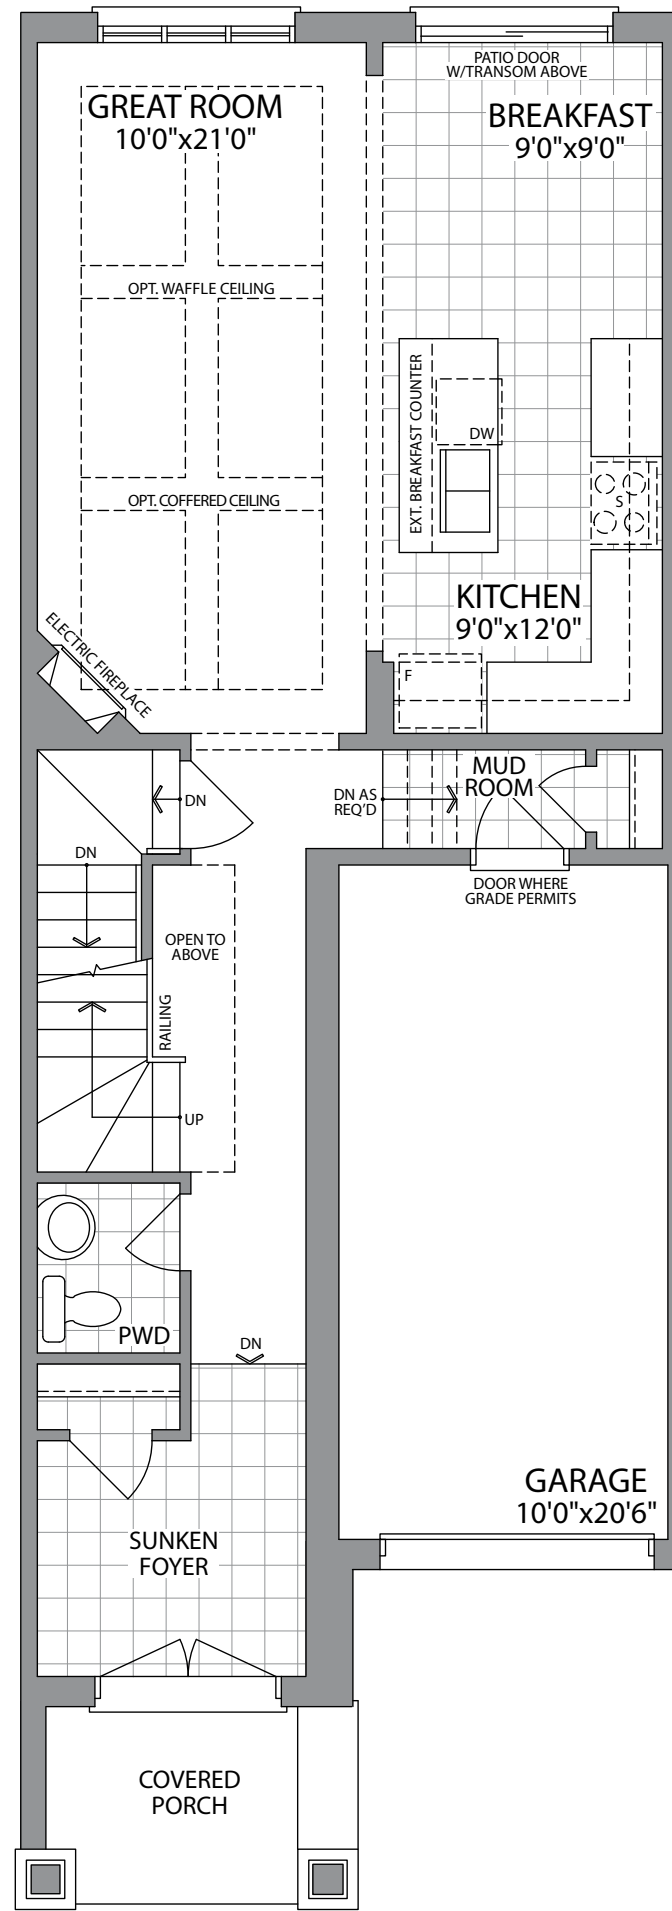 PATIO DOOR
W/TRANSOM ABOVE
GREAT ROOM
10'0"x21'0"
BREAKFAST
9'0"x9'0"
OPT. WAFFLE CEILING
EXT. BREAKFAST COUNTER
DW
S
OPT. COFFERED CEILING
KITCHEN
9'0"x12'0"
ELECTRIC FIREPLACE
F
MUD
ROOM
DN
DN AS
REQ'D
DN
DOOR WHERE
GRADE PERMITS
OPEN TO
ABOVE
RAILING
UP
PWD
DN
GARAGE
10'0"x20'6"
SUNKEN
FOYER
COVERED
PORCH